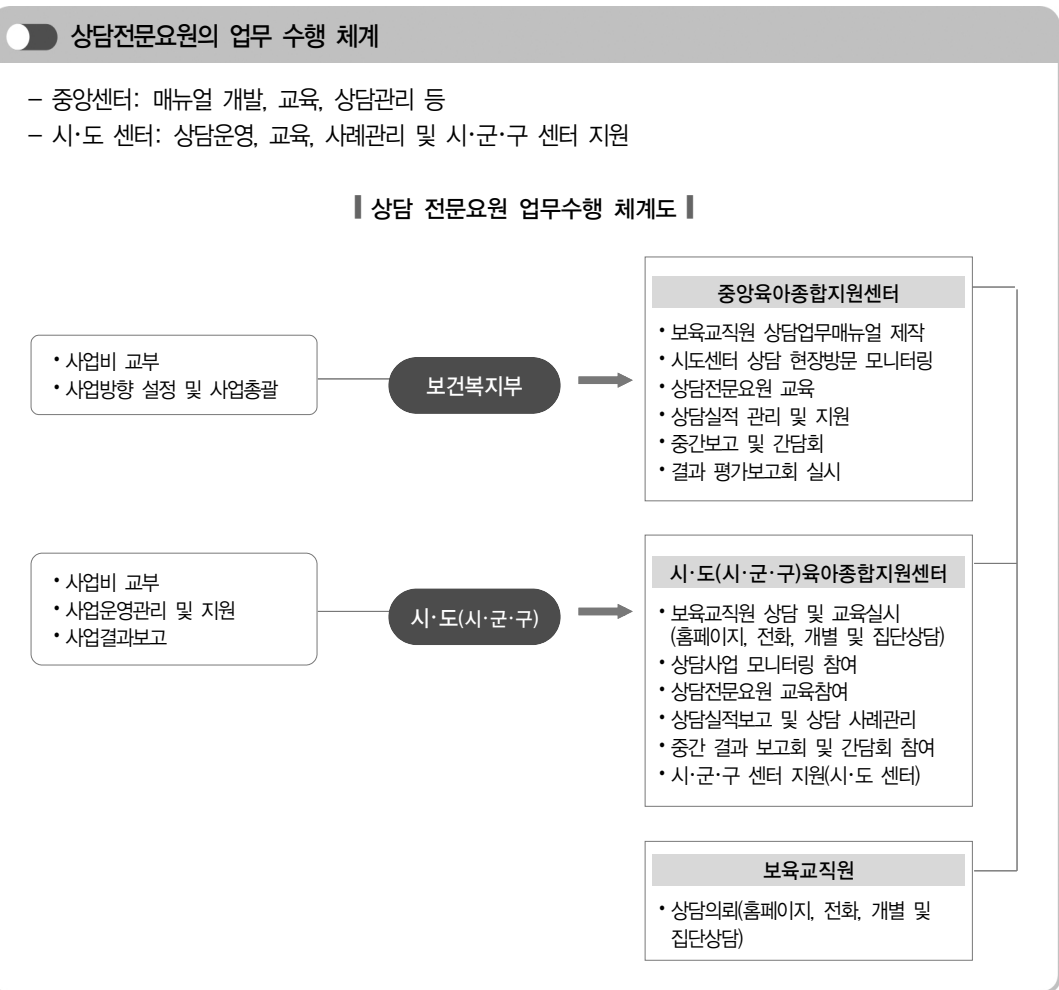 상담전문요원의 업무 수행 체계
– 중앙센터: 매뉴얼 개발, 교육, 상담관리 등
– 시·도 센터: 상담운영, 교육, 사례관리 및 시·군·구 센터 지원
▌상담 전문요원 업무수행 체계도▐
• 사업비 교부
• 사업방향 설정 및 사업총괄
보건복지부
중앙육아종합지원센터
• 보육교직원 상담업무매뉴얼 제작
• 시도센터 상담 현장방문 모니터링
• 상담전문요원 교육
• 상담실적 관리 및 지원
• 중간보고 및 간담회
• 결과 평가보고회 실시
• 사업비 교부
• 사업운영관리 및 지원
• 사업결과보고
시·도(시·군·구)
시·도(시·군·구)육아종합지원센터
• 보육교직원 상담 및 교육실시
(홈페이지, 전화, 개별 및 집단상담)
• 상담사업 모니터링 참여
• 상담전문요원 교육참여
• 상담실적보고 및 상담 사례관리
• 중간 결과 보고회 및 간담회 참여
• 시·군·구 센터 지원(시·도 센터)
보육교직원
• 상담의뢰(홈페이지, 전화, 개별 및
집단상담)